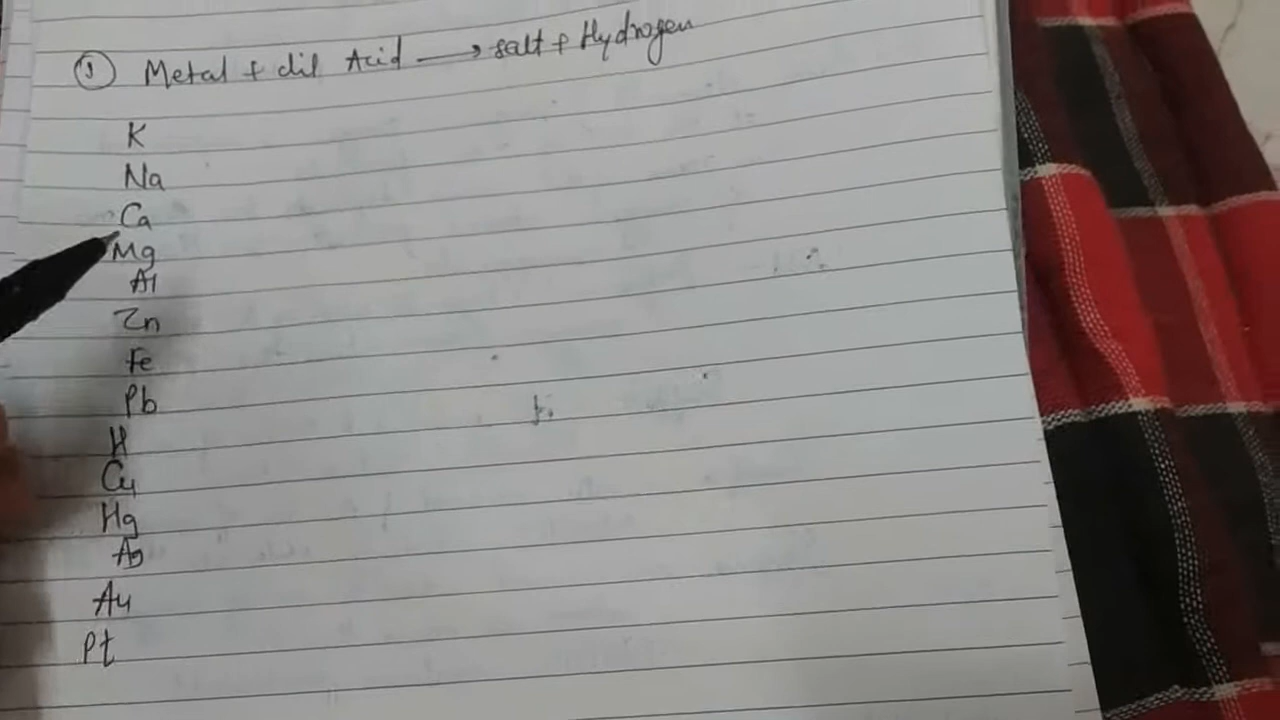 ① Metal + dil Acid → salt + Hydrogen
K
Na
Ca
Mg
Al
Zn
Fe
Pb
H
Cu
Hg
Ag
Au
Pt